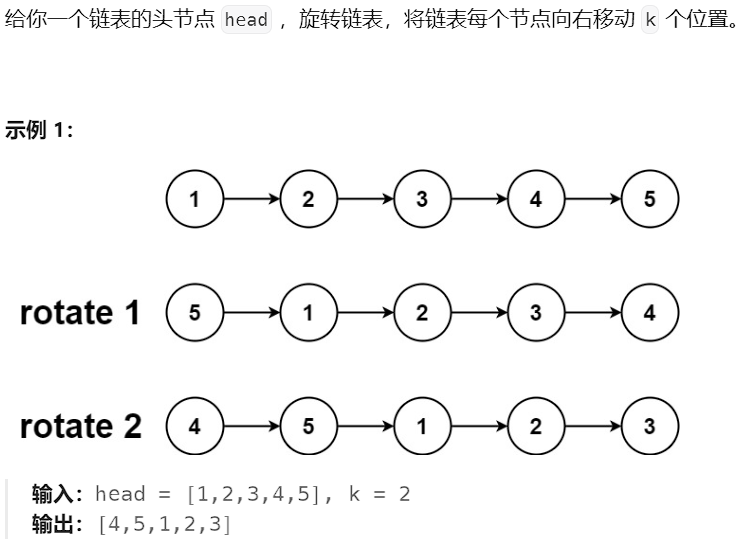 给你一个链表的头节点 head ，旋转链表，将链表每个节点向右移动 k 个位置。
示例 1：
1 2 3 4 5
rotate 1 5 1 2 3 4
rotate 2 4 5 1 2 3
输入：head = [1,2,3,4,5], k = 2
输出：[4,5,1,2,3]